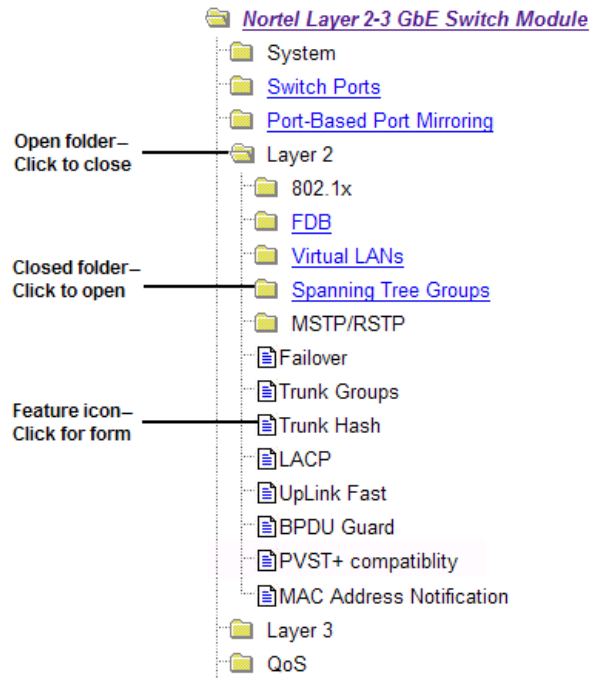 Nortel Layer 2-3 GbE Switch Module
System
Switch Ports
Port-Based Port Mirroring
Open folder–
Click to close
Layer 2
802.1x
FDB
Virtual LANs
Closed folder–
Click to open
Spanning Tree Groups
MSTP/RSTP
Failover
Trunk Groups
Feature icon–
Click for form
Trunk Hash
LACP
UpLink Fast
BPDU Guard
PVST+ compatiblity
MAC Address Notification
Layer 3
QoS